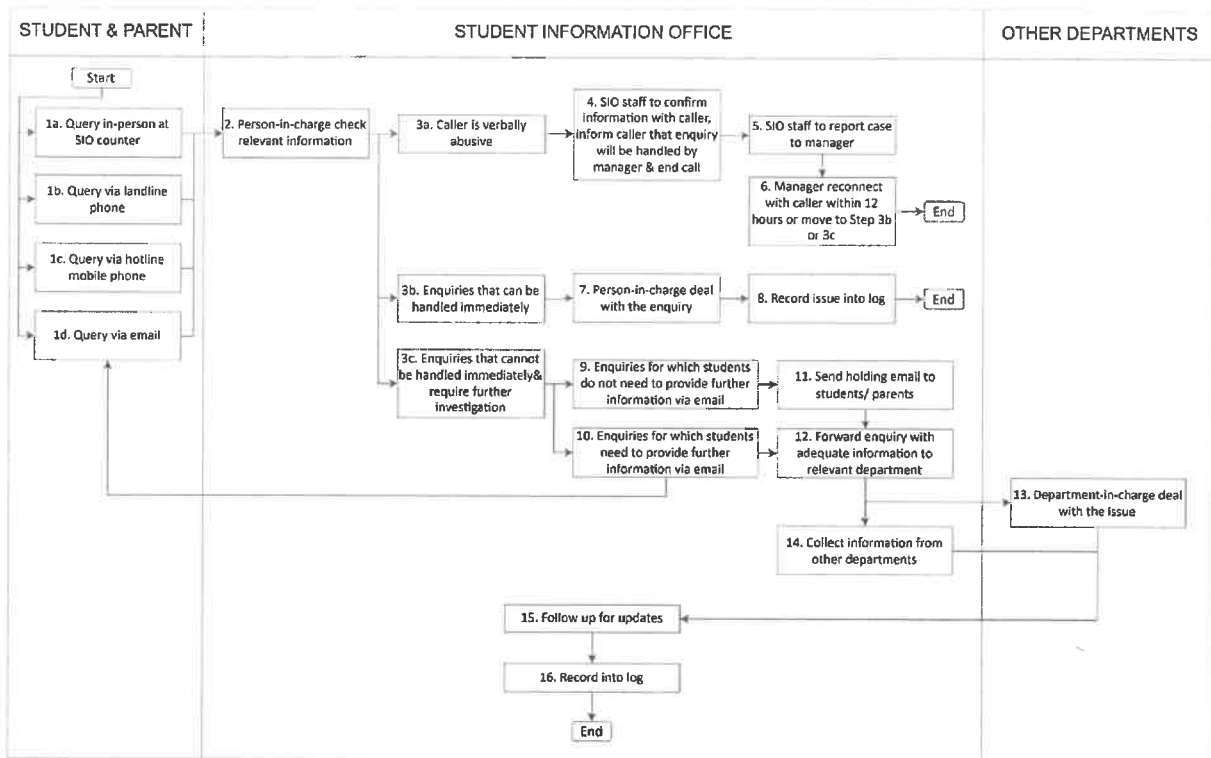 STUDENT & PARENT
STUDENT INFORMATION OFFICE
OTHER DEPARTMENTS
Start
1a. Query in-person at
SIO counter
1b. Query via landline
phone
1c. Query via hotline
mobile phone
1d. Query via email
2. Person-in-charge check
relevant information
3a. Caller is verbally
abusive
4. SIO staff to confirm
information with caller,
inform caller that enquiry
will be handled by
manager & end call
5. SIO staff to report case
to manager
6. Manager reconnect
with caller within 12
hours or move to Step 3b
or 3c
End
3b. Enquiries that can be
handled immediately
7. Person-in-charge deal
with the enquiry
8. Record issue into log
End
3c. Enquiries that cannot
be handled immediately&
require further
investigation
9. Enquiries for which students
do not need to provide further
information via email
11. Send holding email to
students/ parents
10. Enquiries for which students
need to provide further
information via email
12. Forward enquiry with
adequate information to
relevant department
13. Department-in-charge deal
with the issue
14. Collect information from
other departments
15. Follow up for updates
16. Record into log
End